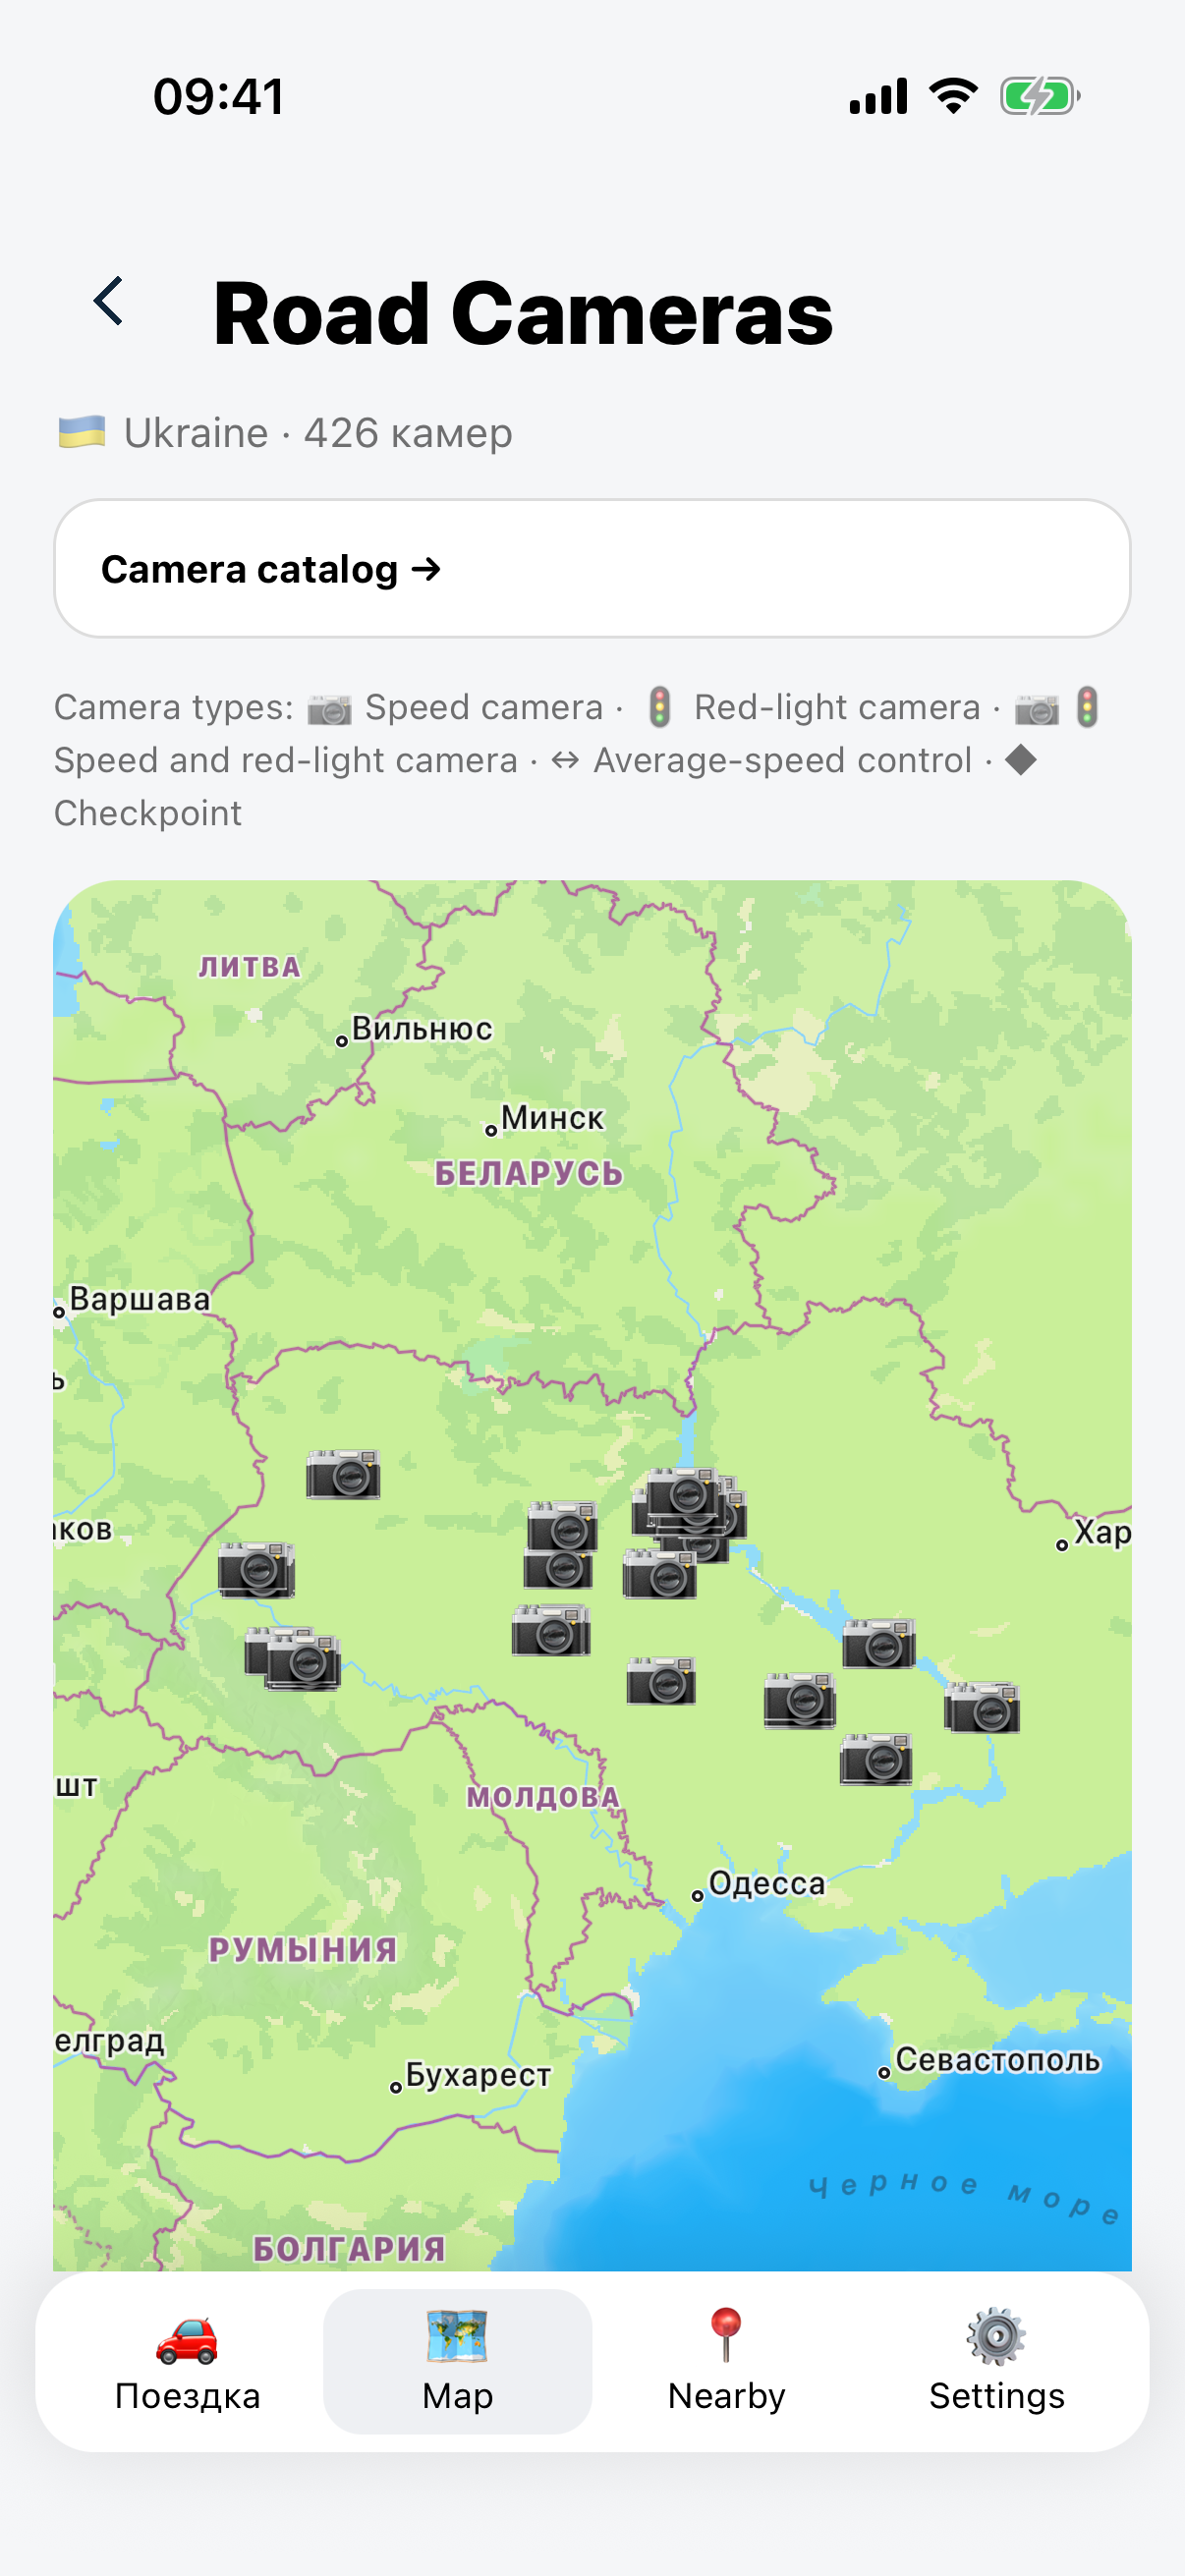 09:41
Road Cameras
Ukraine · 426 камер
Camera catalog →
Camera types: 📷 Speed camera · 🚦 Red-light camera · 📷🚦
Speed and red-light camera · ↔ Average-speed control · ◆
Checkpoint
ЛИТВА
Вильнюс
Минск
БЕЛАРУСЬ
Варшава
ь
ков
Хар
шт
МОЛДОВА
Одесса
РУМЫНИЯ
елград
Бухарест
Севастополь
Черное море
БОЛГАРИЯ
Поездка
Map
Nearby
Settings